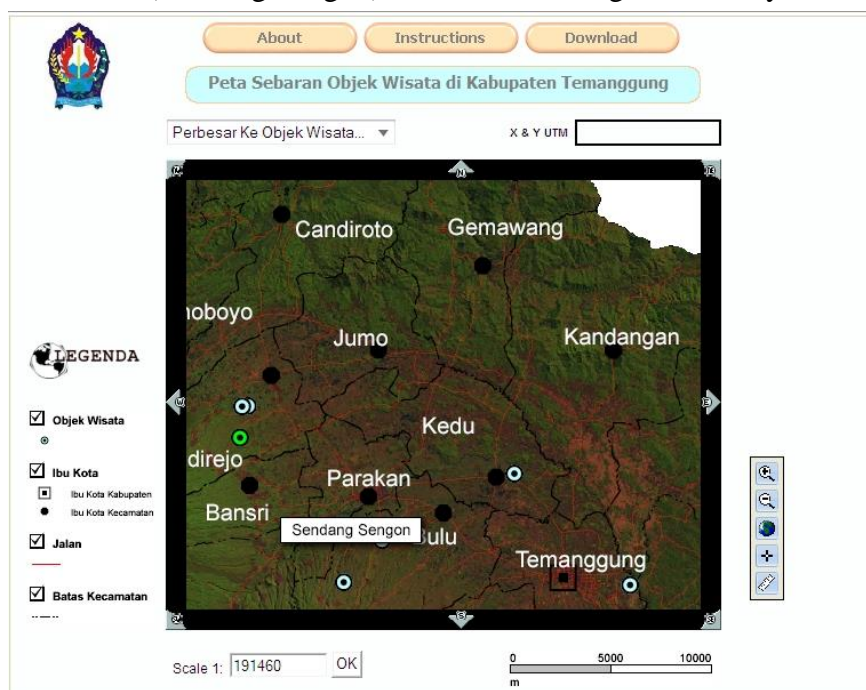 About
Instructions
Download
Peta Sebaran Objek Wisata di Kabupaten Temanggung
Perbesar Ke Objek Wisata...
X & Y UTM
N
Candiroto
Gemawang
noboyo
Jumo
Kandangan
Kedu
direjo
Parakan
Bansri
Sendang Sengon
Bulu
Temanggung
W
E
S
LEGENDA
Objek Wisata
Ibu Kota
Ibu Kota Kabupaten
Ibu Kota Kecamatan
Jalan
Batas Kecamatan
Scale 1: 191460 OK
0 5000 10000
m